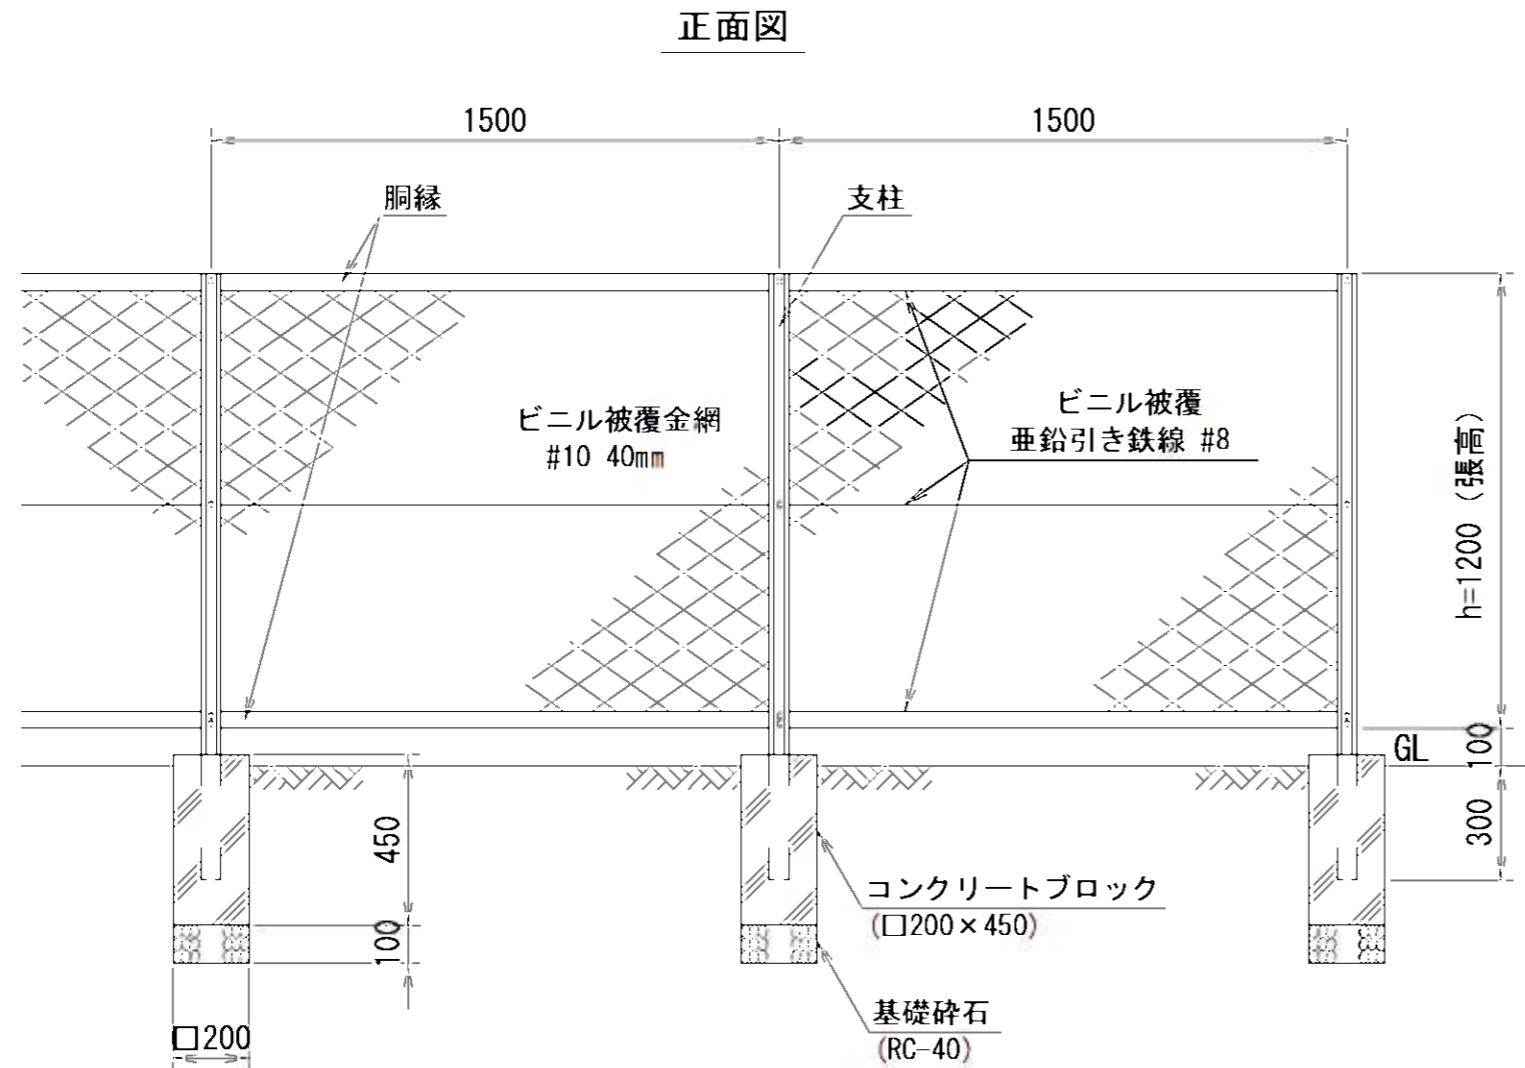 正面図
1500
1500
胴縁
支柱
ビニル被覆金網
#10 40mm
ビニル被覆
亜鉛引き鉄線 #8
h=1200（張高）
GL
100
300
450
100
コンクリートブロック
(□200×450)
基礎砕石
(RC-40)
□200